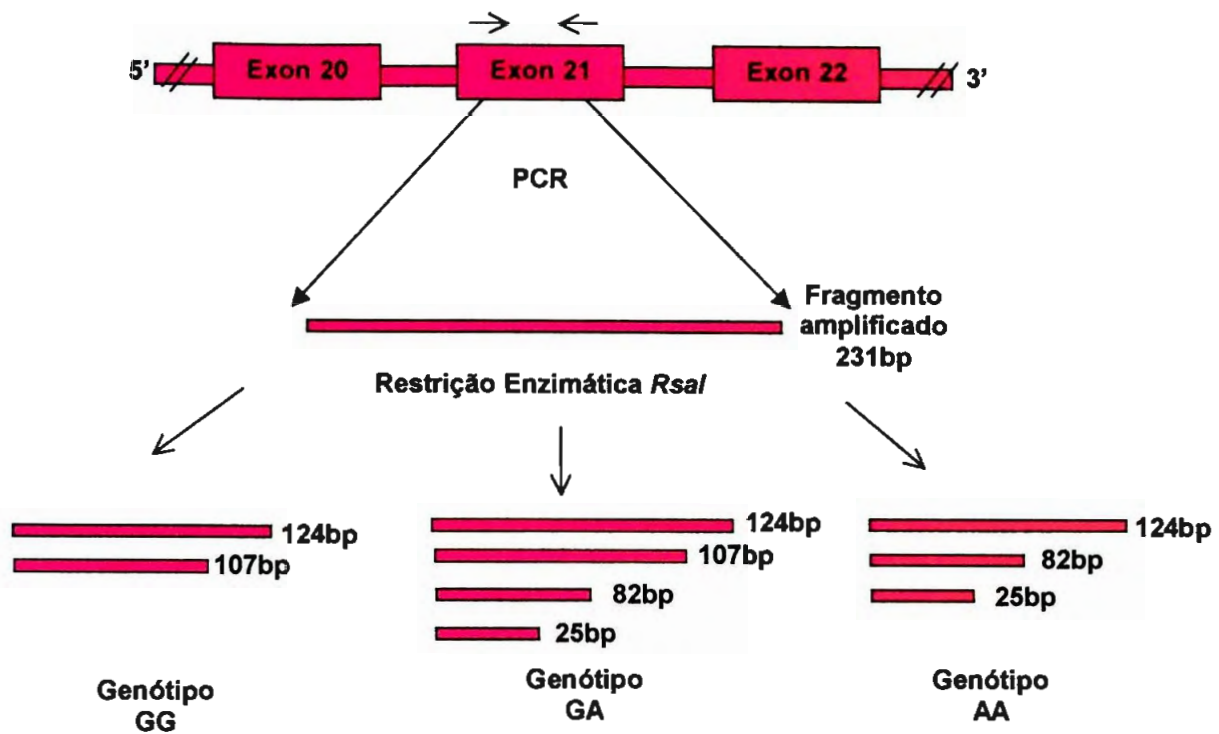 5'
Exon 20
Exon 21
Exon 22
3'
PCR
Fragmento
amplificado
231bp
Restrição Enzimática RsaI
124bp
107bp
124bp
107bp
82bp
25bp
124bp
82bp
25bp
Genótipo
GG
Genótipo
GA
Genótipo
AA